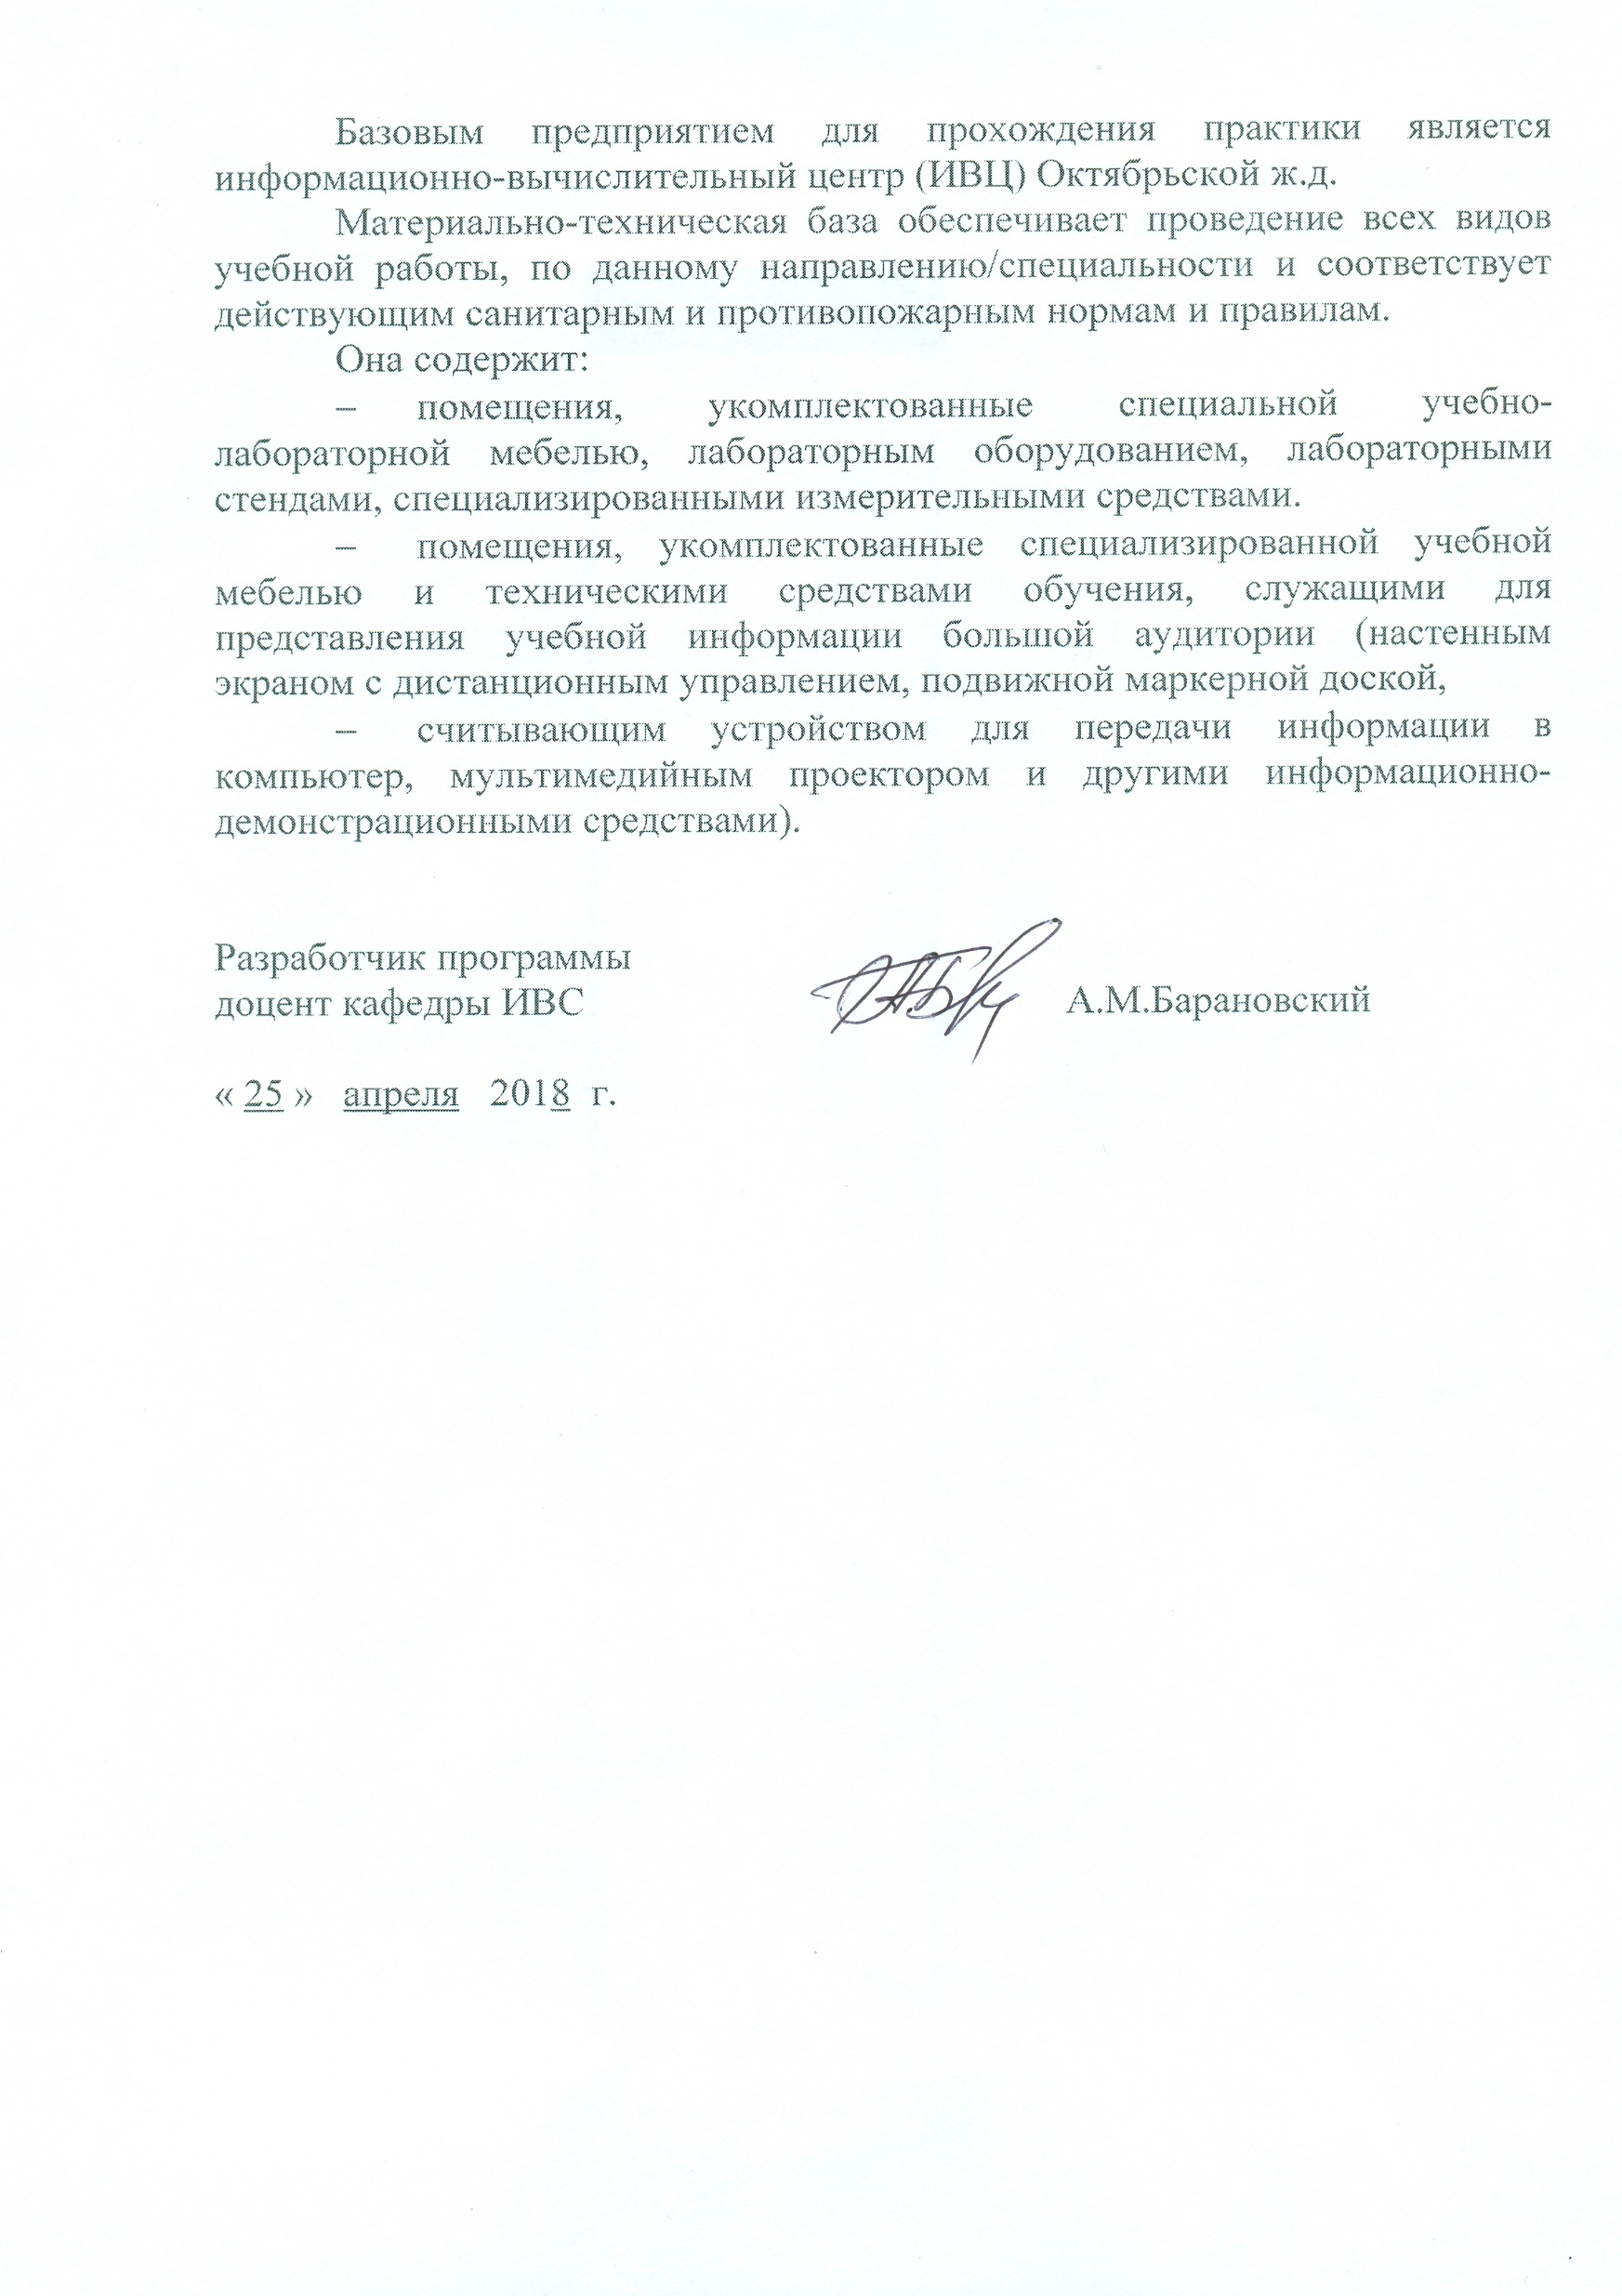 Базовым предприятием для прохождения практики является
информационно-вычислительный центр (ИВЦ) Октябрьской ж.д.
Материально-техническая база обеспечивает проведение всех видов
учебной работы, по данному направлению/специальности и соответствует
действующим санитарным и противопожарным нормам и правилам.
Она содержит:
– помещения, укомплектованные специальной учебно-
лабораторной мебелью, лабораторным оборудованием, лабораторными
стендами, специализированными измерительными средствами.
– помещения, укомплектованные специализированной учебной
мебелью и техническими средствами обучения, служащими для
представления учебной информации большой аудитории (настенным
экраном с дистанционным управлением, подвижной маркерной доской,
– считывающим устройством для передачи информации в
компьютер, мультимедийным проектором и другими информационно-
демонстрационными средствами).
Разработчик программы
доцент кафедры ИВС А.М.Барановский
« 25 » апреля 2018 г.